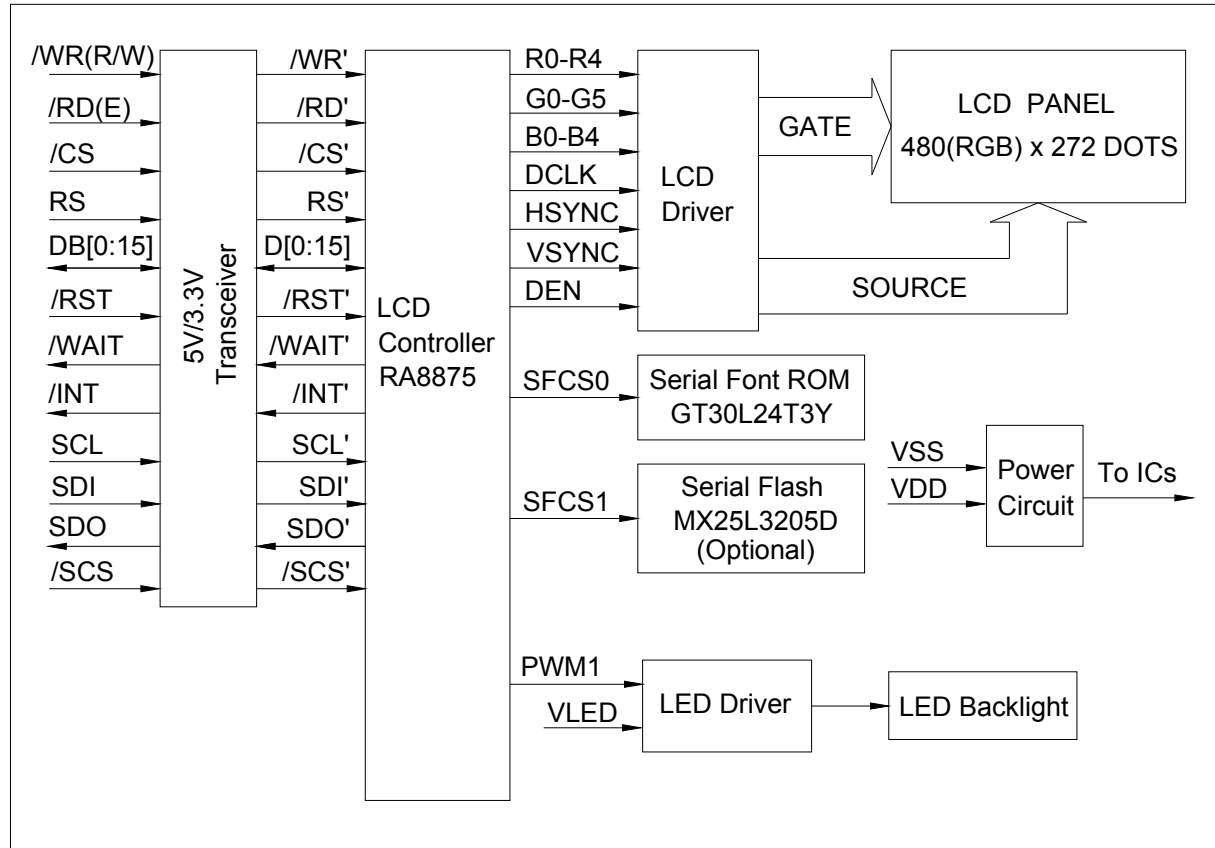 /WR(R/W)
/RD(E)
/CS
RS
DB[0:15]
/RST
/WAIT
/INT
SCL
SDI
SDO
/SCS
5V/3.3V
Transceiver
/WR'
/RD'
/CS'
RS'
D[0:15]
/RST'
/WAIT'
/INT'
SCL'
SDI'
SDO'
/SCS'
LCD
Controller
RA8875
R0-R4
G0-G5
B0-B4
DCLK
HSYNC
VSYNC
DEN
LCD
Driver
GATE
SOURCE
LCD PANEL
480(RGB) x 272 DOTS
SFCS0
Serial Font ROM
GT30L24T3Y
SFCS1
Serial Flash
MX25L3205D
(Optional)
VSS
VDD
Power
Circuit
To ICs
PWM1
VLED
LED Driver
LED Backlight